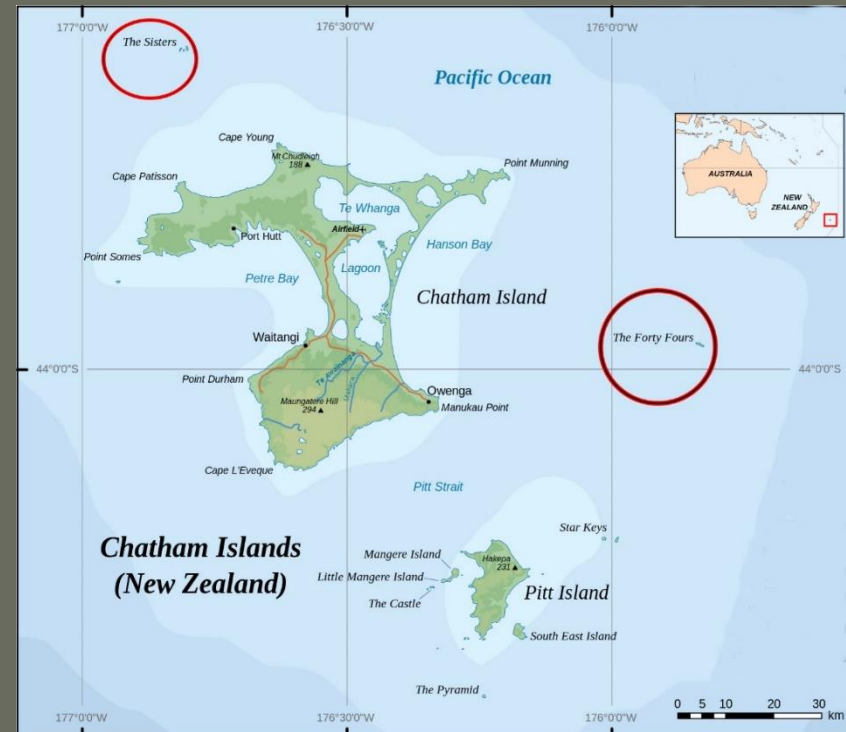 177°0'0"W
176°30'0"W
176°0'0"W
The Sisters
Pacific Ocean
Cape Young
Mt Chudleigh
188
Point Munning
Cape Patisson
Te Whanga
Airfield
Port Hutt
Hanson Bay
Point Somes
Lagoon
Petre Bay
Chatham Island
AUSTRALIA
NEW
ZEALAND
Waitangi
The Forty Fours
44°0'0"S
44°0'0"S
Point Durham
Te Awainanga
Maungatere Hill
294
Owenga
Manukau Point
Cape L'Eveque
Pitt Strait
Star Keys
Chatham Islands
(New Zealand)
Mangere Island
Hakepa
231
Little Mangere Island
Pitt Island
The Castle
South East Island
The Pyramid
0 5 10 20 30
km
177°0'0"W
176°30'0"W
176°0'0"W